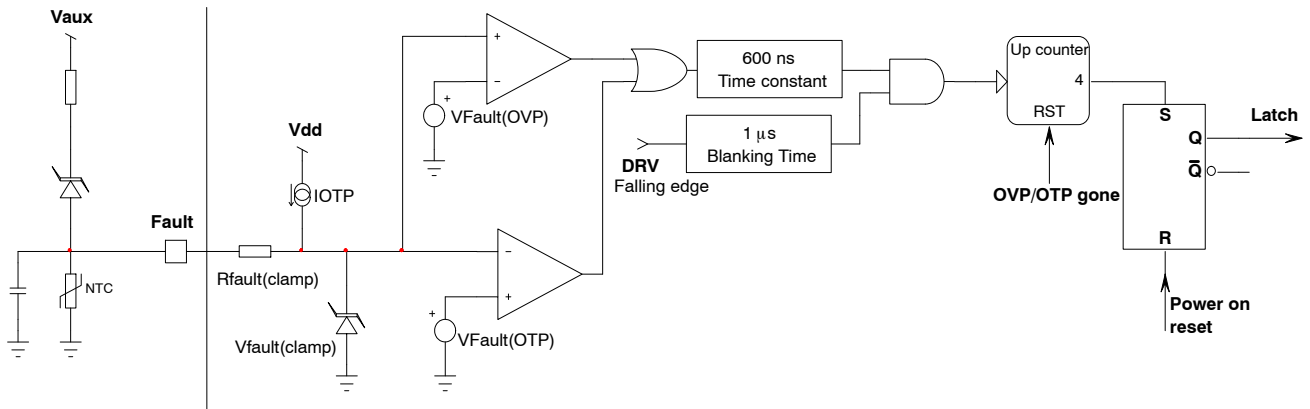 Vaux
+
−
VFault(OVP)
+
600 ns
Time constant
Up counter
4
RST
S
Q
Latch
Q̅
R
Vdd
IOTP
1 μs
Blanking Time
DRV
Falling edge
OVP/OTP gone
Fault
Rfault(clamp)
NTC
−
+
+
VFault(OTP)
Vfault(clamp)
Power on
reset